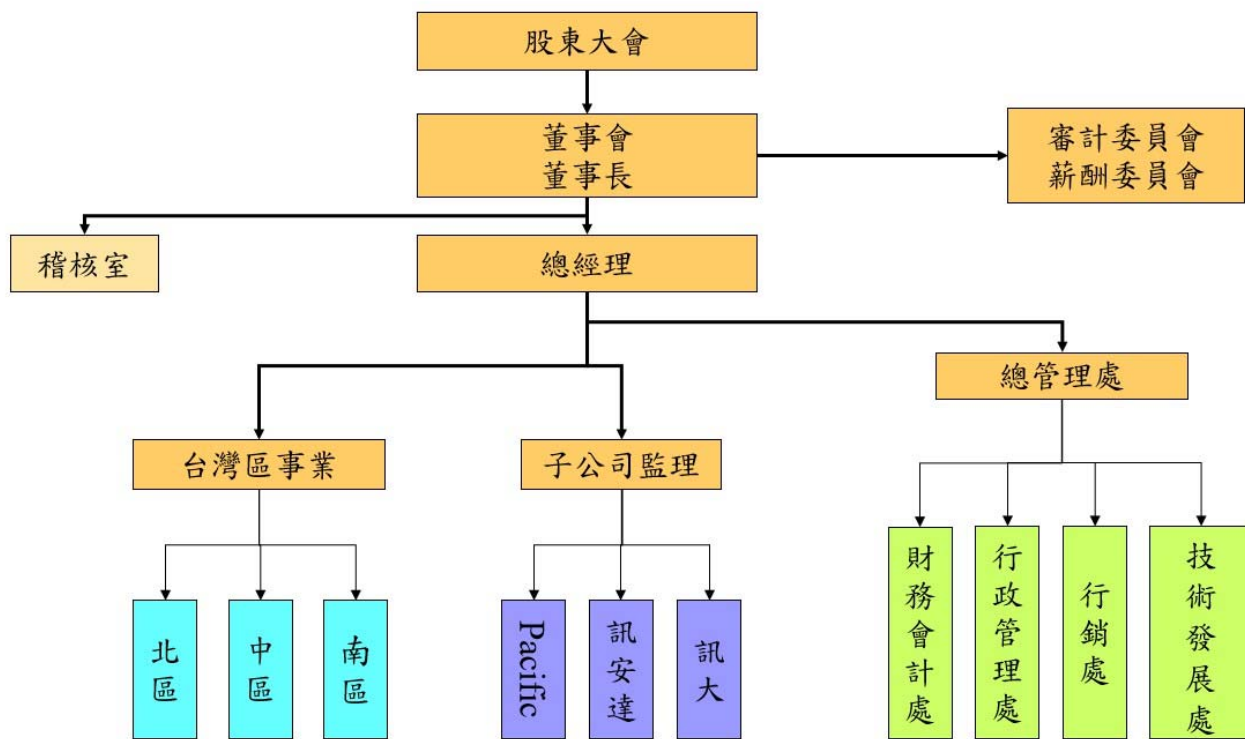 股東大會
董事會
董事長
審計委員會
薪酬委員會
稽核室
總經理
總管理處
台灣區事業
子公司監理
北區
中區
南區
Pacific
訊安達
訊大
財務會計處
行政管理處
行銷處
技術發展處